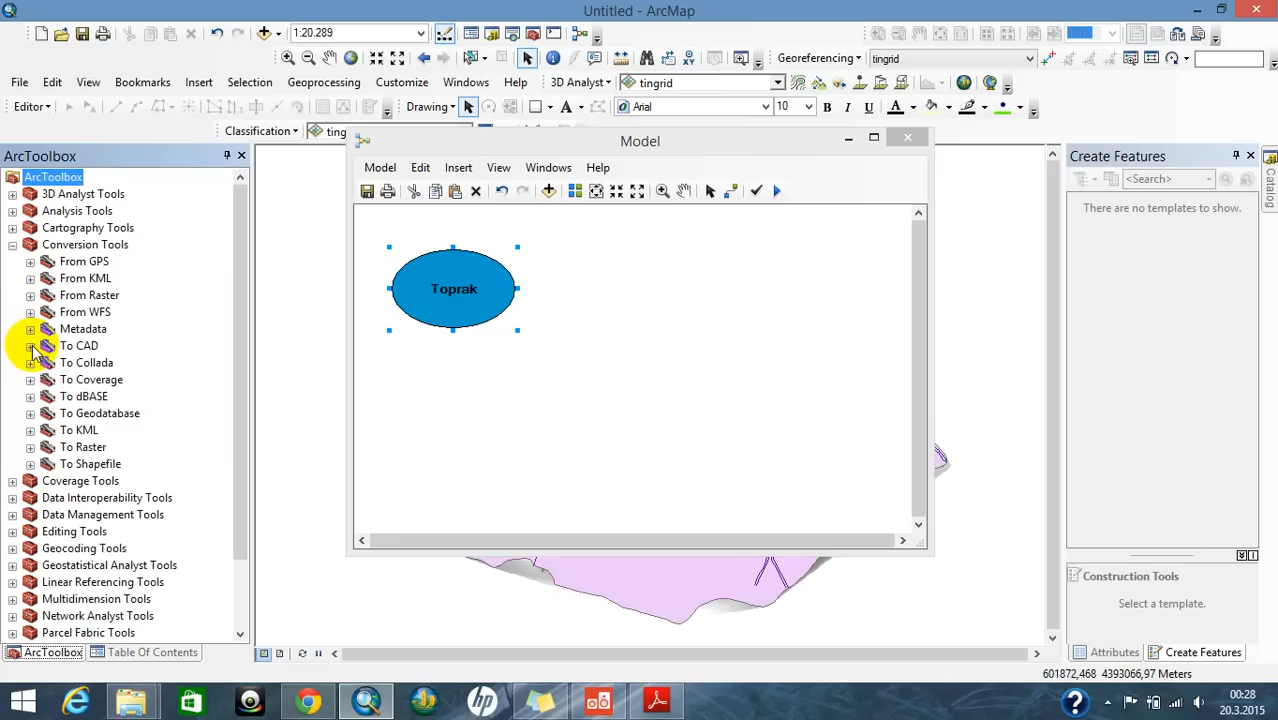 Untitled - ArcMap
1:20.289
Georeferencing
tingrid
File Edit View Bookmarks Insert Selection Geoprocessing Customize Windows Help
3D Analyst
tingrid
Editor
Drawing
Arial
10
B I U A
Classification
ArcToolbox
ArcToolbox
3D Analyst Tools
Analysis Tools
Cartography Tools
Conversion Tools
From GPS
From KML
From Raster
From WFS
Metadata
To CAD
To Collada
To Coverage
To dBASE
To Geodatabase
To KML
To Raster
To Shapefile
Coverage Tools
Data Interoperability Tools
Data Management Tools
Editing Tools
Geocoding Tools
Geostatistical Analyst Tools
Linear Referencing Tools
Multidimension Tools
Network Analyst Tools
Parcel Fabric Tools
ArcToolbox
Table Of Contents
Model
Model Edit Insert View Windows Help
Toprak
Create Features
<Search>
There are no templates to show.
Catalog
Construction Tools
Select a template.
Attributes
Create Features
601872,468 4393066,97 Meters
00:28
20.3.2015